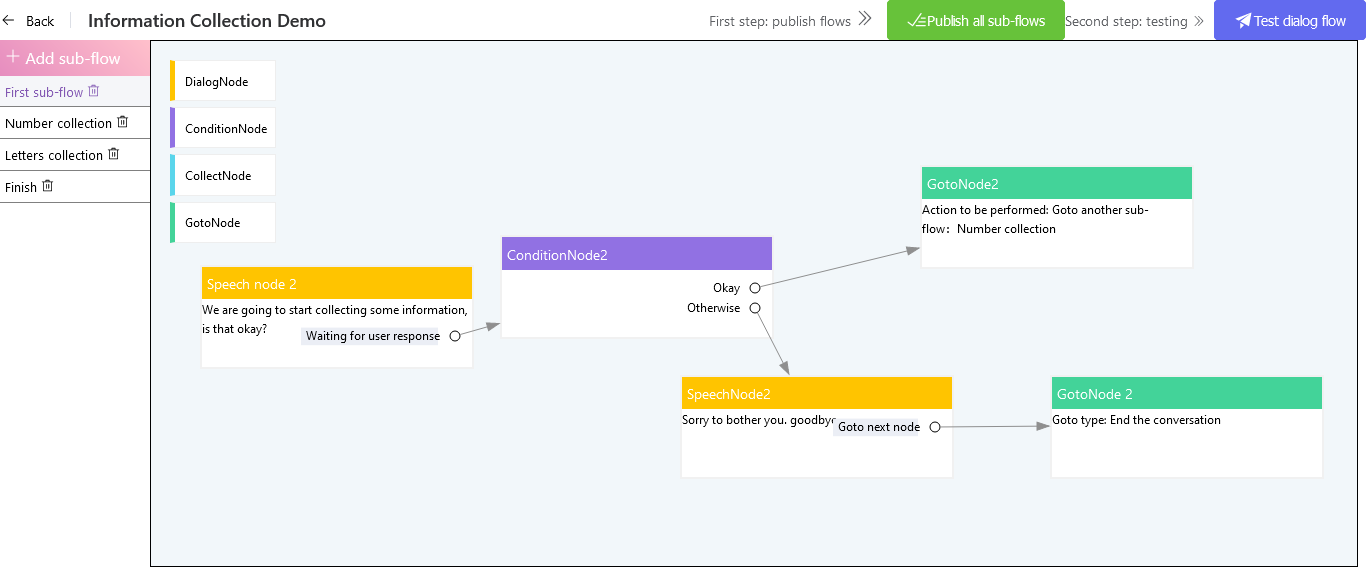 Back
Information Collection Demo
First step: publish flows
Publish all sub-flows
Second step: testing
Test dialog flow
Add sub-flow
First sub-flow
Number collection
Letters collection
Finish
DialogNode
ConditionNode
CollectNode
GotoNode
Speech node 2
We are going to start collecting some information,
is that okay?
Waiting for user response
ConditionNode2
Okay
Otherwise
GotoNode2
Action to be performed: Goto another sub-
flow：Number collection
SpeechNode2
Sorry to bother you. goodbye
Goto next node
GotoNode 2
Goto type: End the conversation